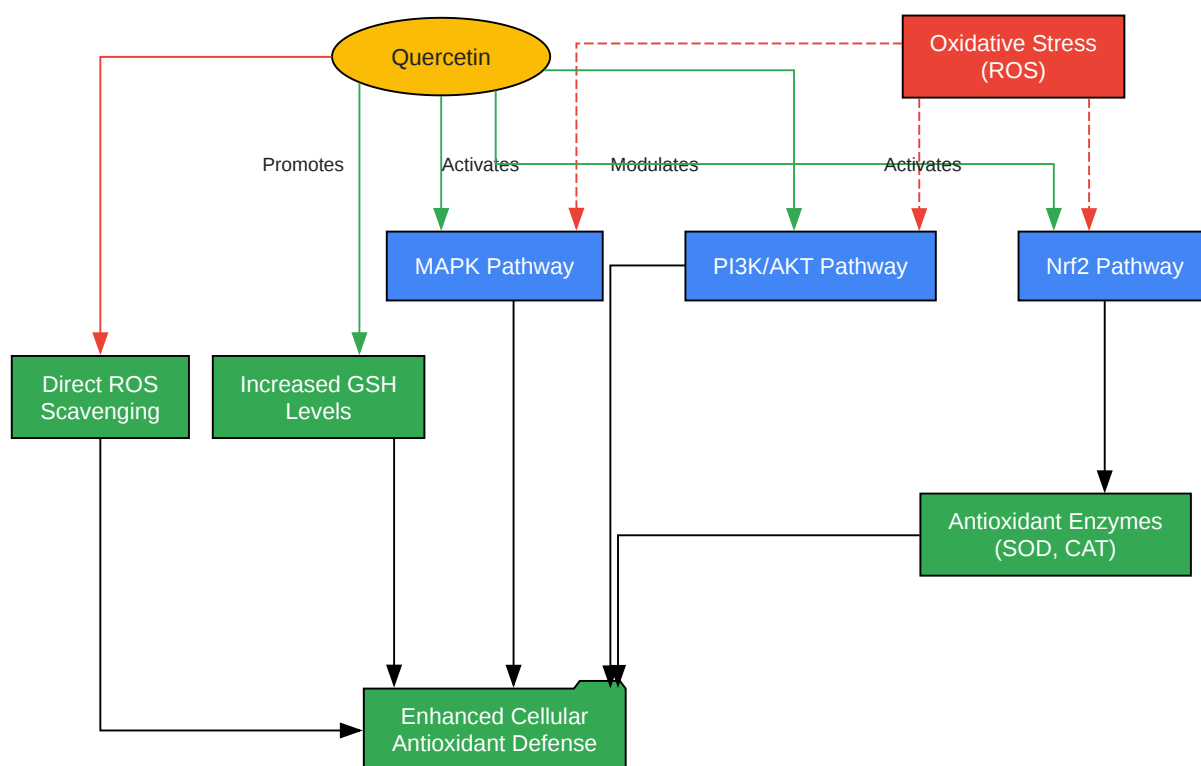 Quercetin
Oxidative Stress
(ROS)
Promotes
Activates
Modulates
Activates
MAPK Pathway
PI3K/AKT Pathway
Nrf2 Pathway
Direct ROS
Scavenging
Increased GSH
Levels
Antioxidant Enzymes
(SOD, CAT)
Enhanced Cellular
Antioxidant Defense